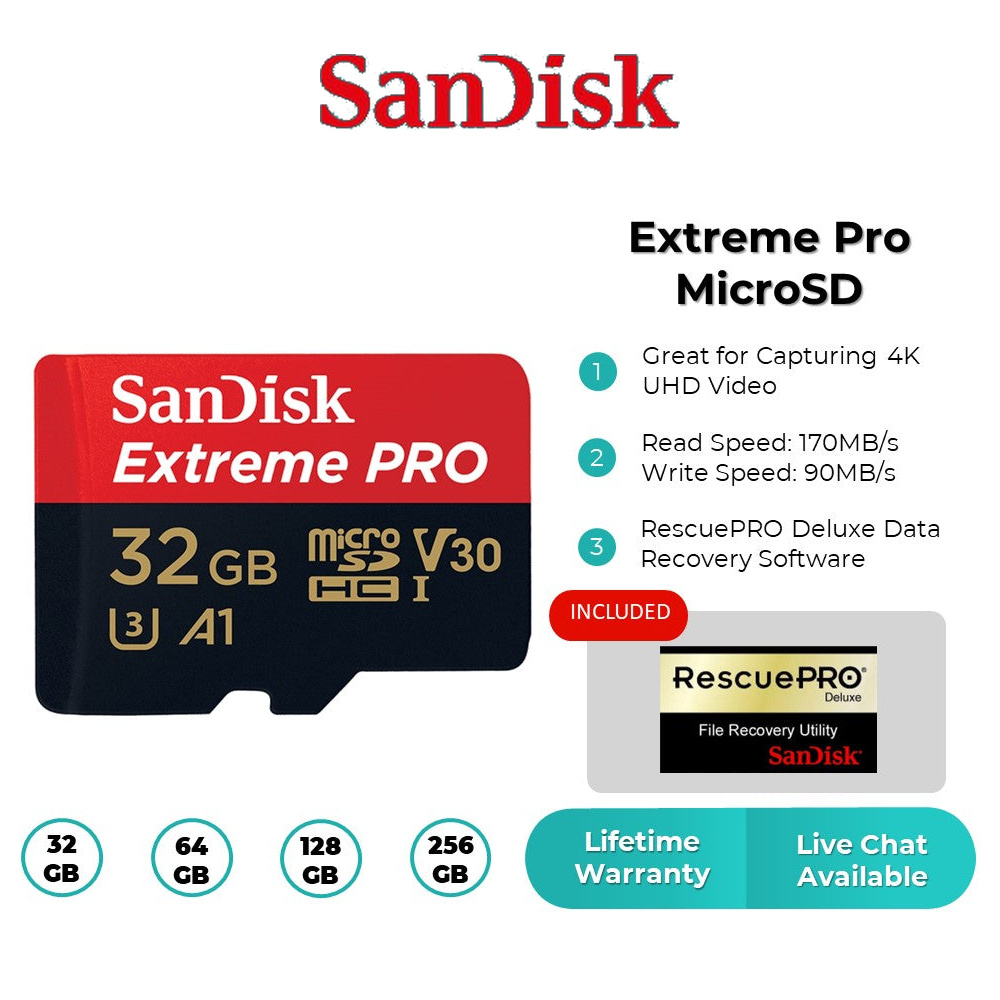 SanDisk
Extreme Pro
MicroSD
1
Great for Capturing 4K
UHD Video
2
Read Speed: 170MB/s
Write Speed: 90MB/s
3
RescuePRO Deluxe Data
Recovery Software
SanDisk
Extreme PRO
32GB
micro
SD
HC I
V30
3 A1
INCLUDED
RescuePRO®
Deluxe
File Recovery Utility
SanDisk
32
GB
64
GB
128
GB
256
GB
Lifetime
Warranty
Live Chat
Available